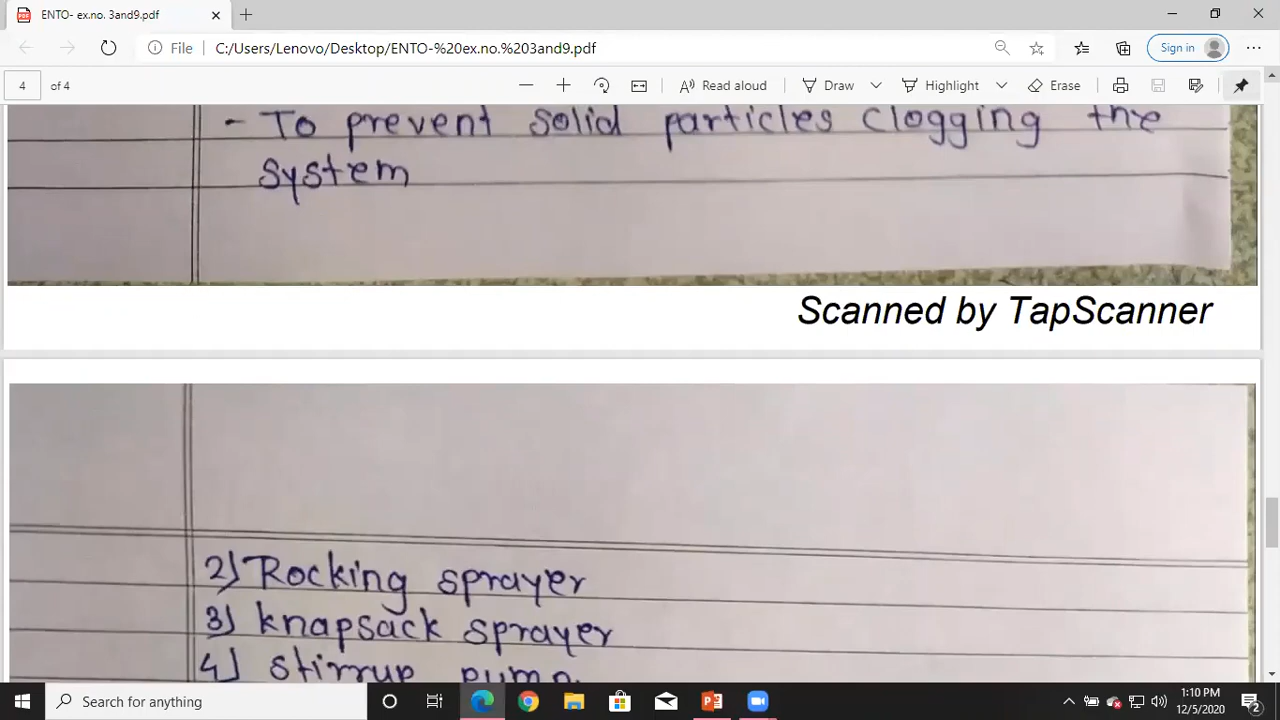 ENTO- ex.no. 3and9.pdf
File C:/Users/Lenovo/Desktop/ENTO-%20ex.no.%203and9.pdf Sign in
4 of 4 Read aloud Draw Highlight Erase
- To prevent solid particles clogging the
system
Scanned by TapScanner
2) Rocking sprayer
3) knapsack sprayer
4) stirrup pump
Search for anything
1:10 PM
12/5/2020
2